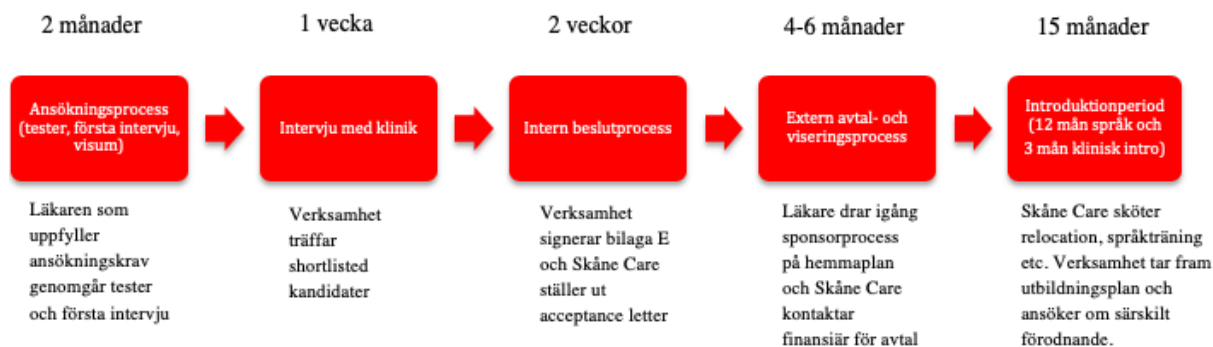 2 månader
1 vecka
2 veckor
4-6 månader
15 månader
Ansökningsprocess
(tester, första intervju,
visum)
Intervju med klinik
Intern beslutprocess
Extern avtal- och
viseringsprocess
Introduktionperiod
(12 mån språk och
3 mån klinisk intro)
Läkaren som
uppfyller
ansökningskrav
genomgår tester
och första intervju
Verksamhet
träffar
shortlisted
kandidater
Verksamhet
signerar bilaga E
och Skåne Care
ställer ut
acceptance letter
Läkare drar igång
sponsorprocess
på hemmaplan
och Skåne Care
kontaktar
finansiär för avtal
Skåne Care sköter
relocation, språkträning
etc. Verksamhet tar fram
utbildningsplan och
ansöker om särskilt
förodnande.